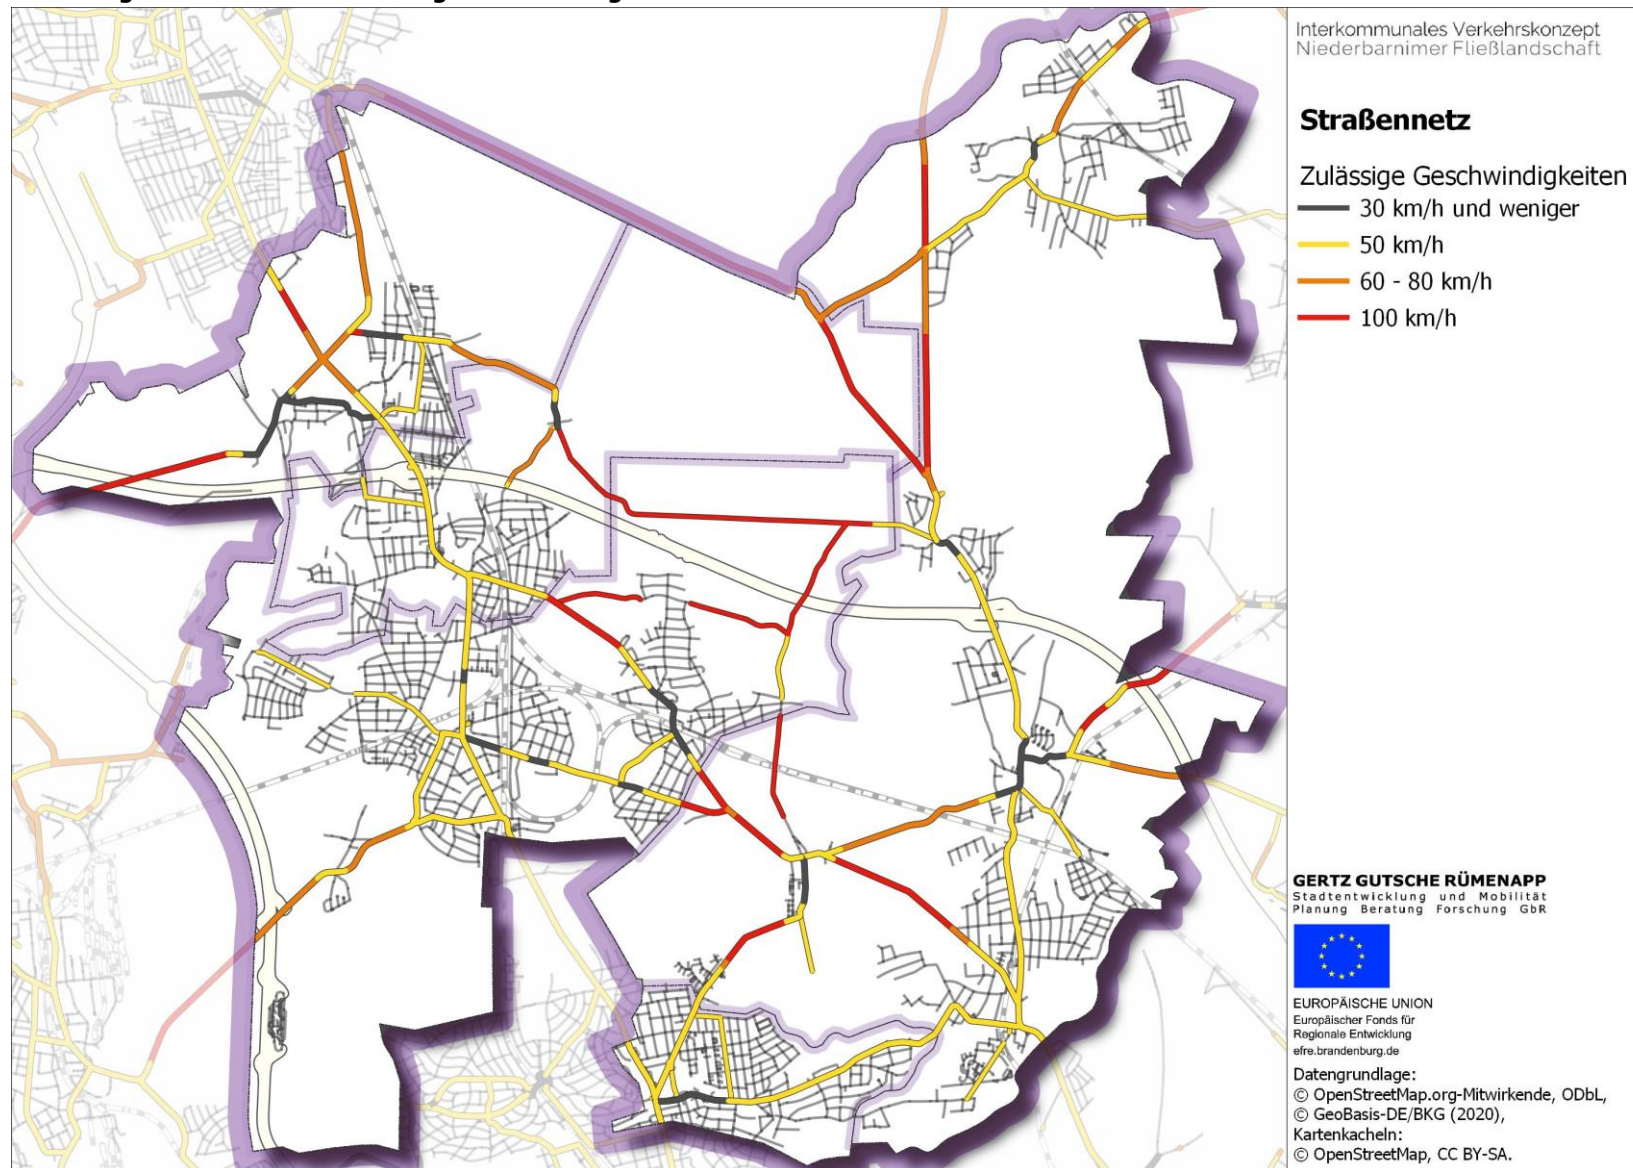 Interkommunales Verkehrskonzept
Niederbarnimer Fließlandschaft
Straßennetz
Zulässige Geschwindigkeiten
30 km/h und weniger
50 km/h
60 - 80 km/h
100 km/h
GERTZ GUTSCHE RÜMENAPP
Stadtentwicklung und Mobilität
Planung Beratung Forschung GbR
EUROPÄISCHE UNION
Europäischer Fonds für
Regionale Entwicklung
efre.brandenburg.de
Datengrundlage:
© OpenStreetMap.org-Mitwirkende, ODbL,
© GeoBasis-DE/BKG (2020),
Kartenkacheln:
© OpenStreetMap, CC BY-SA.